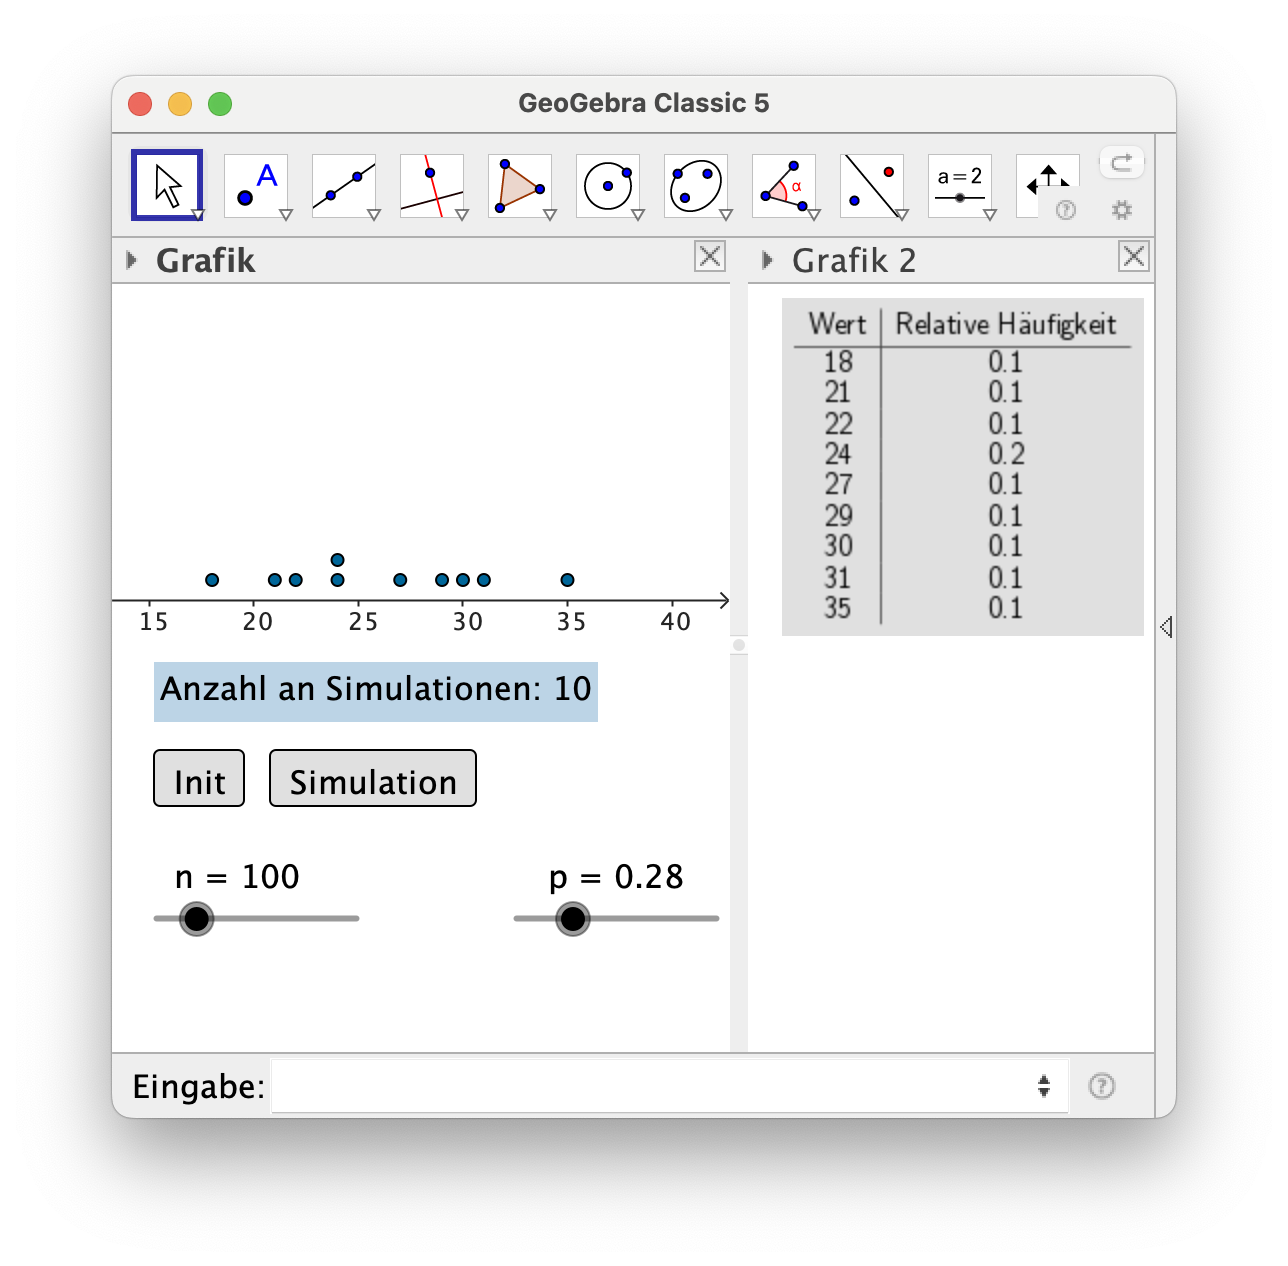 GeoGebra Classic 5
A
α
a=2
Grafik
Grafik 2
Wert Relative Häufigkeit
18 0.1
21 0.1
22 0.1
24 0.2
27 0.1
29 0.1
30 0.1
31 0.1
35 0.1
15 20 25 30 35 40
Anzahl an Simulationen: 10
Init Simulation
n = 100 p = 0.28
Eingabe: